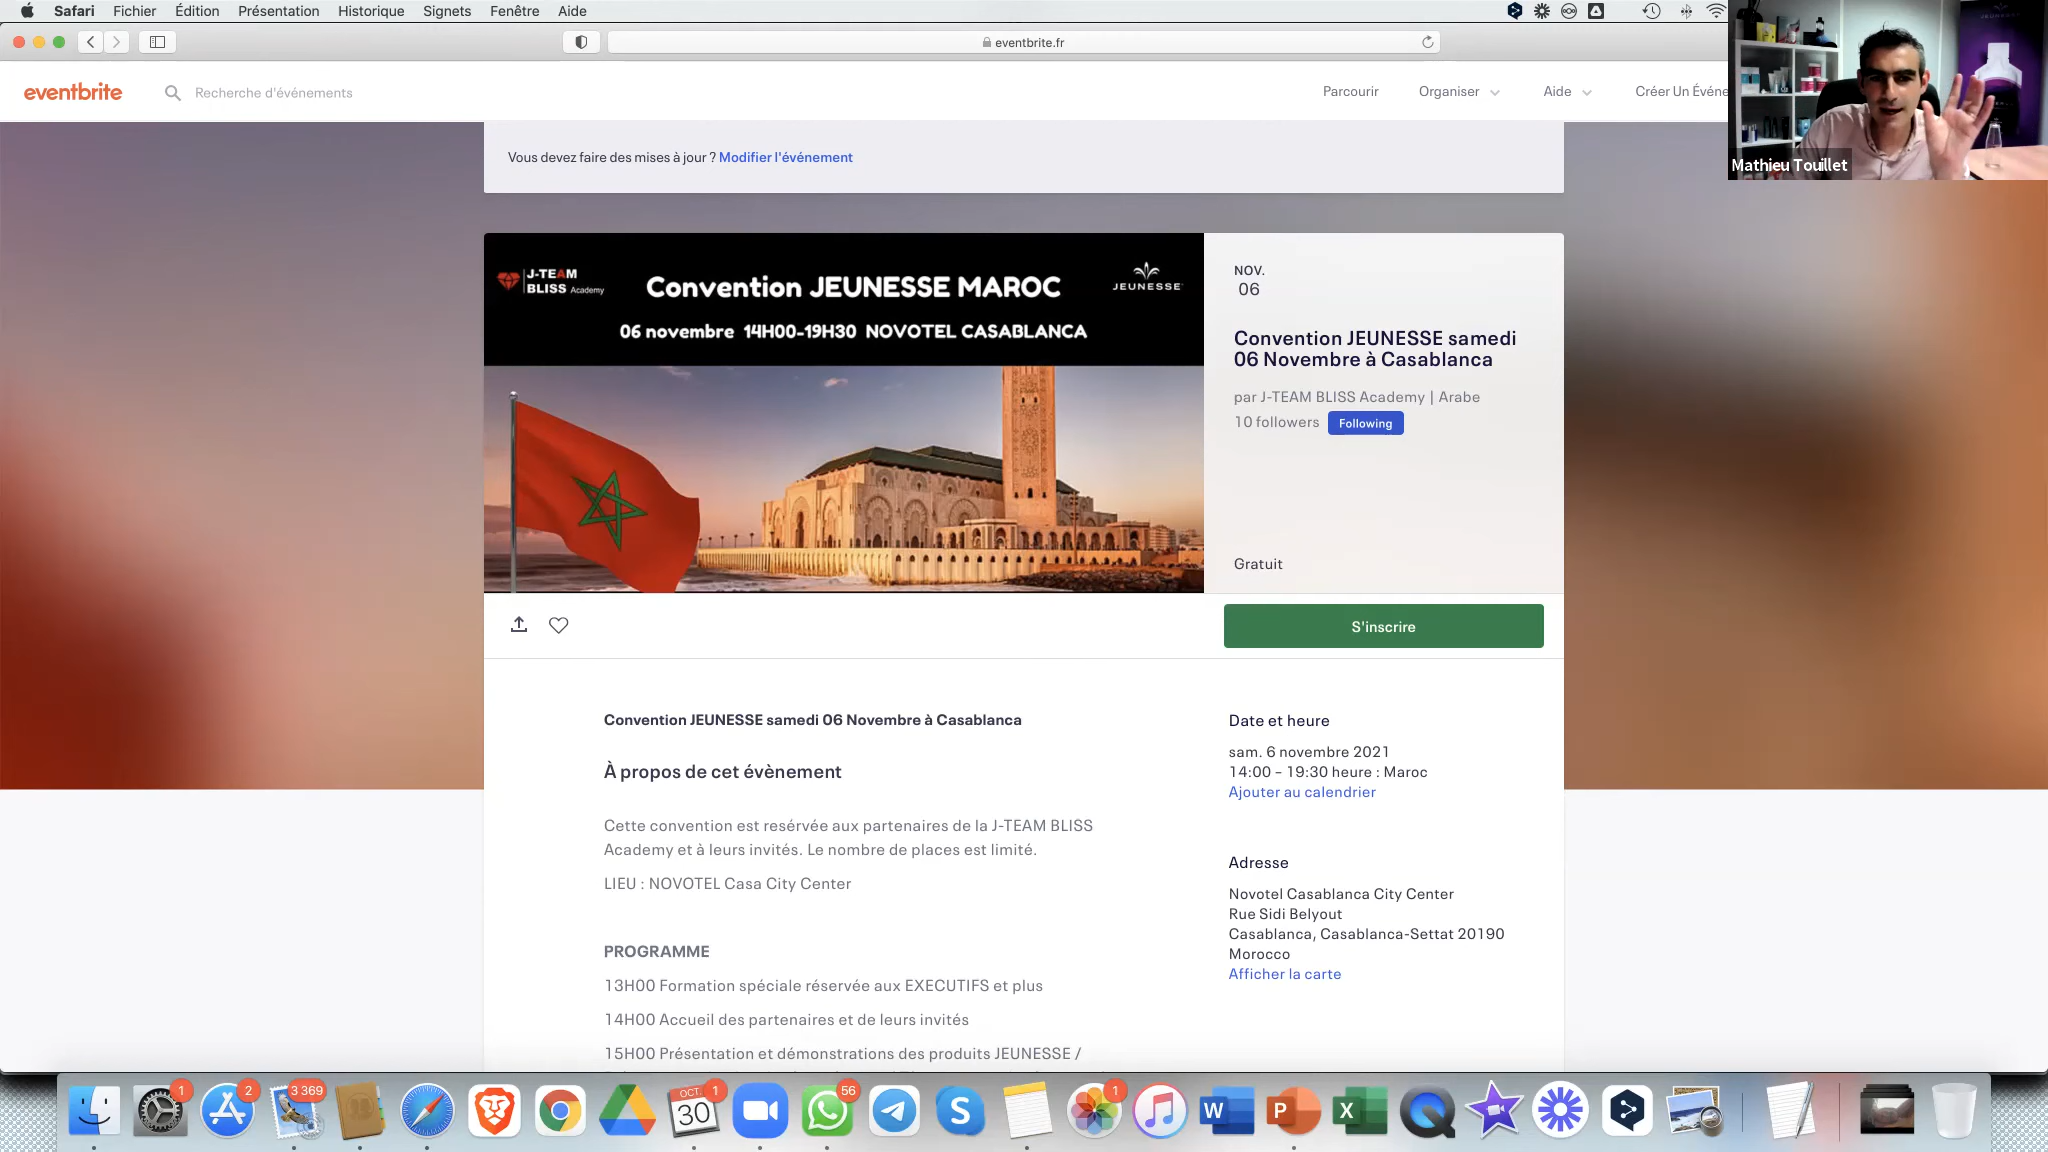 Safari Fichier Édition Présentation Historique Signets Fenêtre Aide
eventbrite.fr
eventbrite
Recherche d'événements
Parcourir
Organiser
Aide
Créer Un Événe
Mathieu Touillet
Vous devez faire des mises à jour ? Modifier l'événement
J-TEAM
BLISS Academy
Convention JEUNESSE MAROC
JEUNESSE
06 novembre 14H00-19H30 NOVOTEL CASABLANCA
NOV.
06
Convention JEUNESSE samedi
06 Novembre à Casablanca
par J-TEAM BLISS Academy | Arabe
10 followers
Following
Gratuit
S'inscrire
Convention JEUNESSE samedi 06 Novembre à Casablanca
À propos de cet évènement
Cette convention est resérvée aux partenaires de la J-TEAM BLISS
Academy et à leurs invités. Le nombre de places est limité.
LIEU : NOVOTEL Casa City Center
PROGRAMME
13H00 Formation spéciale réservée aux EXECUTIFS et plus
14H00 Accueil des partenaires et de leurs invités
15H00 Présentation et démonstrations des produits JEUNESSE /
Date et heure
sam. 6 novembre 2021
14:00 – 19:30 heure : Maroc
Ajouter au calendrier
Adresse
Novotel Casablanca City Center
Rue Sidi Belyout
Casablanca, Casablanca-Settat 20190
Morocco
Afficher la carte
1
2
3 369
OCT.
30
1
56
S
1
W
P
X